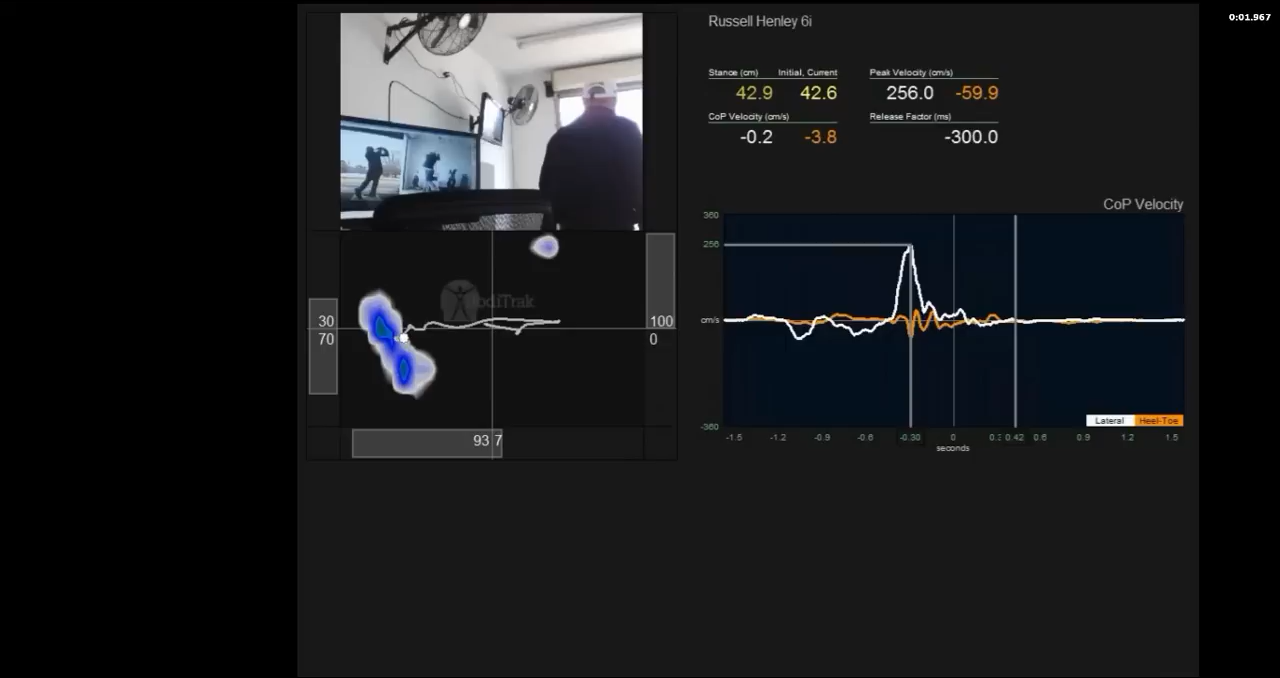 0:01.967
Russell Henley 6i
Stance (cm) Initial, Current
42.9 42.6
Peak Velocity (cm/s)
256.0 -59.9
CoP Velocity (cm/s)
-0.2 -3.8
Release Factor (ms)
-300.0
30
70
100
0
93 7
CoP Velocity
360
256
cm/s
-360
Lateral Heel-Toe
-1.5 -1.2 -0.9 -0.6 -0.30 0 0.42 0.6 0.9 1.2 1.5
seconds